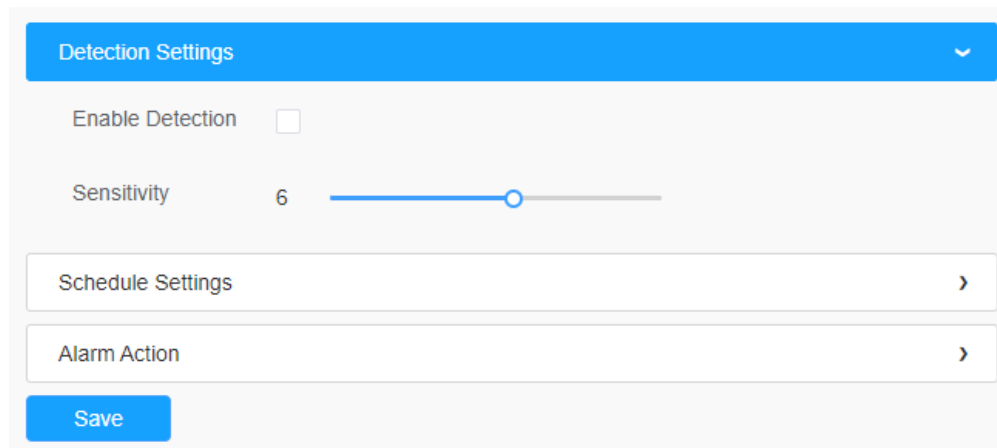 Detection Settings
Enable Detection
Sensitivity 6
Schedule Settings
Alarm Action
Save